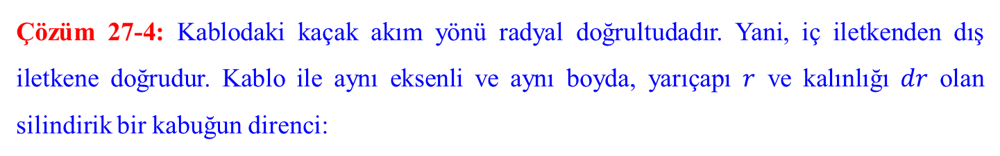 Çözüm 27-4: Kablodaki kaçak akım yönü radyal doğrultudadır. Yani, iç iletkenden dış
iletkene doğrudur. Kablo ile aynı eksenli ve aynı boyda, yarıçapı r ve kalınlığı dr olan
silindirik bir kabuğun direnci: